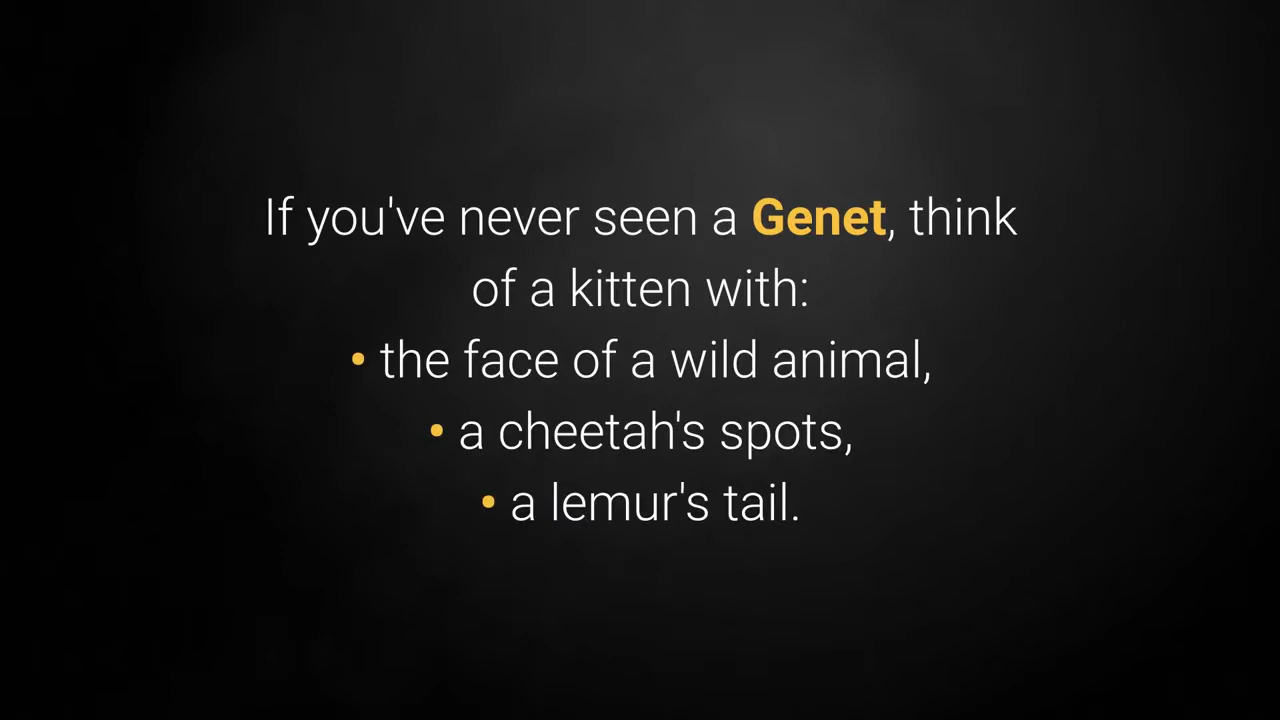 If you've never seen a Genet, think
of a kitten with:
• the face of a wild animal,
• a cheetah's spots,
• a lemur's tail.